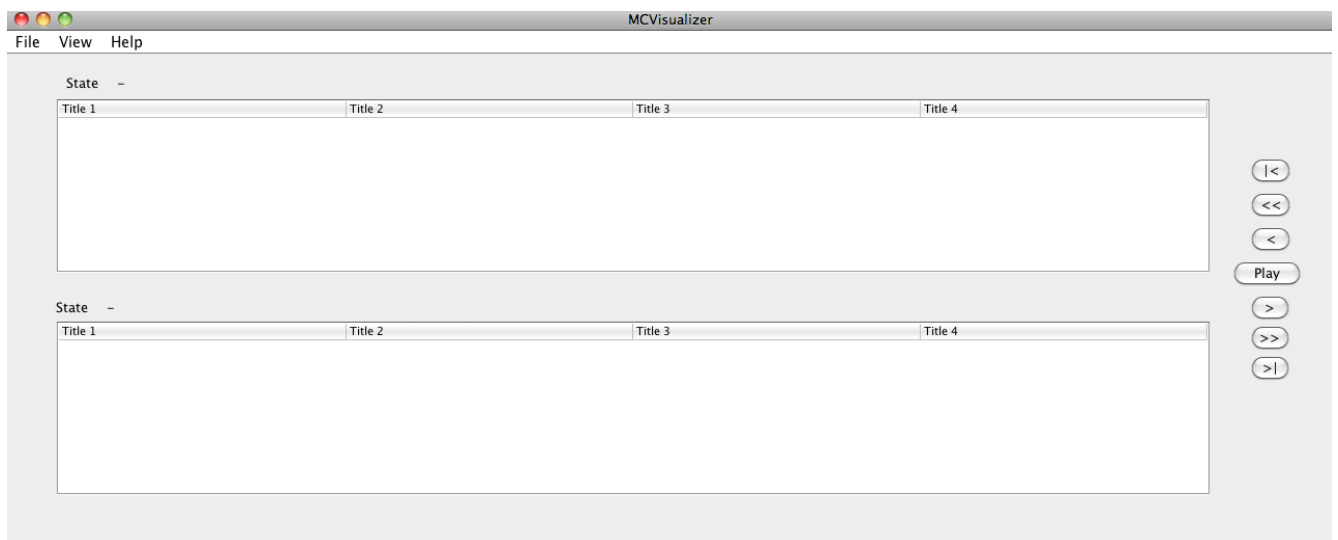 MCVisualizer
File View Help
State -
Title 1 Title 2 Title 3 Title 4
|<
<<
<
Play
State -
>
Title 1 Title 2 Title 3 Title 4
>>
>|